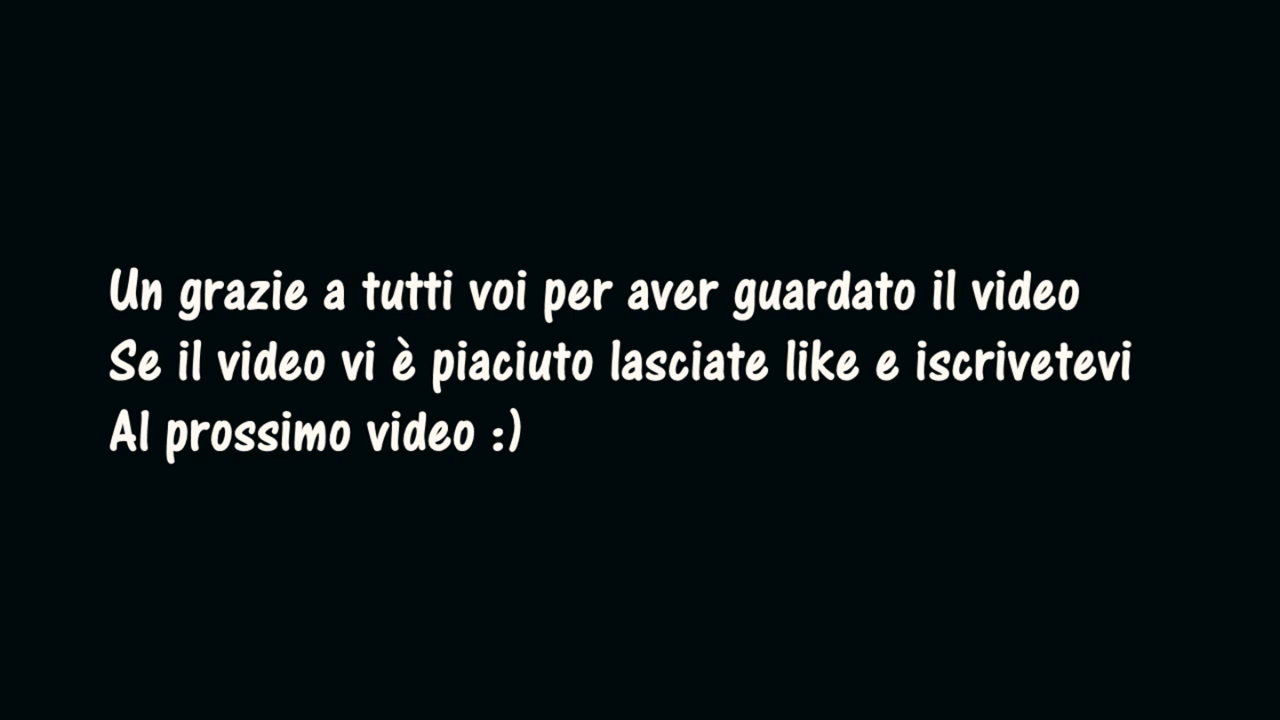 Un grazie a tutti voi per aver guardato il video
Se il video vi è piaciuto lasciate like e iscrivetevi
Al prossimo video :)